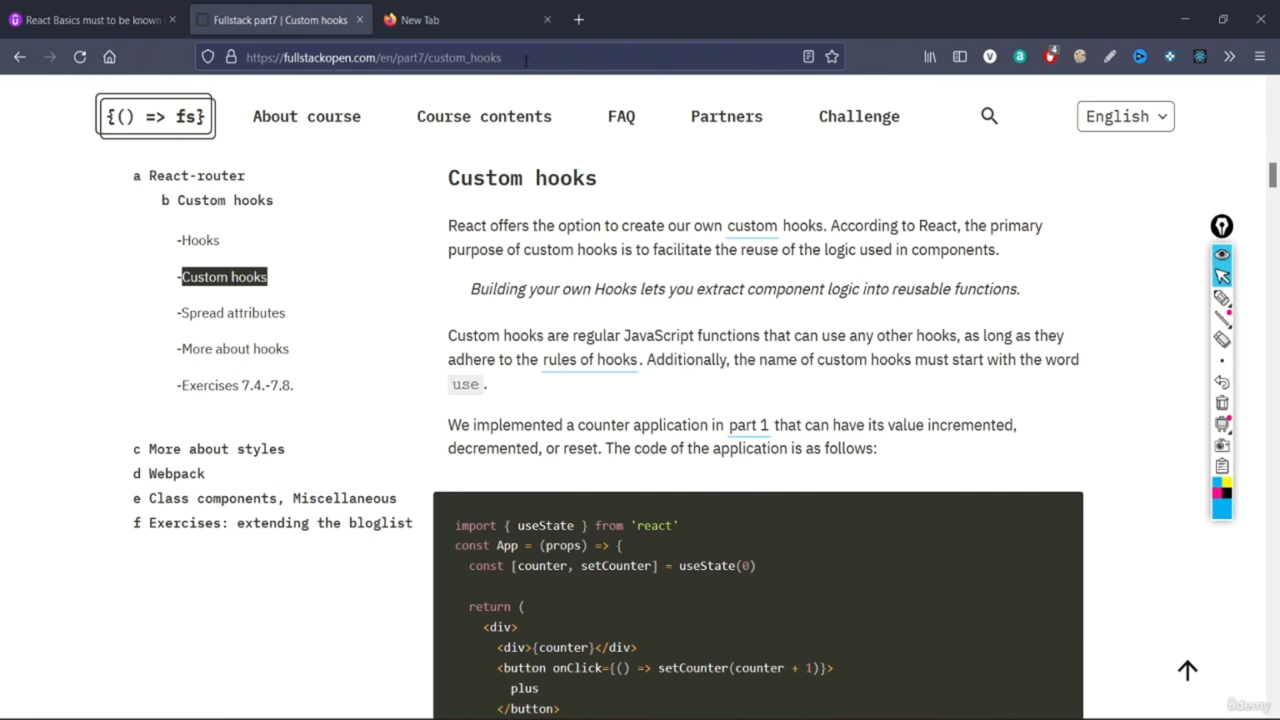 React Basics must to be known
Fullstack part7 | Custom hooks
New Tab
https://fullstackopen.com/en/part7/custom_hooks
4
{() => fs}
About course
Course contents
FAQ
Partners
Challenge
English
a React-router
b Custom hooks
-Hooks
-Custom hooks
-Spread attributes
-More about hooks
-Exercises 7.4.-7.8.
c More about styles
d Webpack
e Class components, Miscellaneous
f Exercises: extending the bloglist
Custom hooks
React offers the option to create our own custom hooks. According to React, the primary
purpose of custom hooks is to facilitate the reuse of the logic used in components.
Building your own Hooks lets you extract component logic into reusable functions.
Custom hooks are regular JavaScript functions that can use any other hooks, as long as they
adhere to the rules of hooks. Additionally, the name of custom hooks must start with the word
use.
We implemented a counter application in part 1 that can have its value incremented,
decremented, or reset. The code of the application is as follows:
import { useState } from 'react'
const App = (props) => {
const [counter, setCounter] = useState(0)
return (
<div>
<div>{counter}</div>
<button onClick={() => setCounter(counter + 1)}>
plus
</button>
Udemy